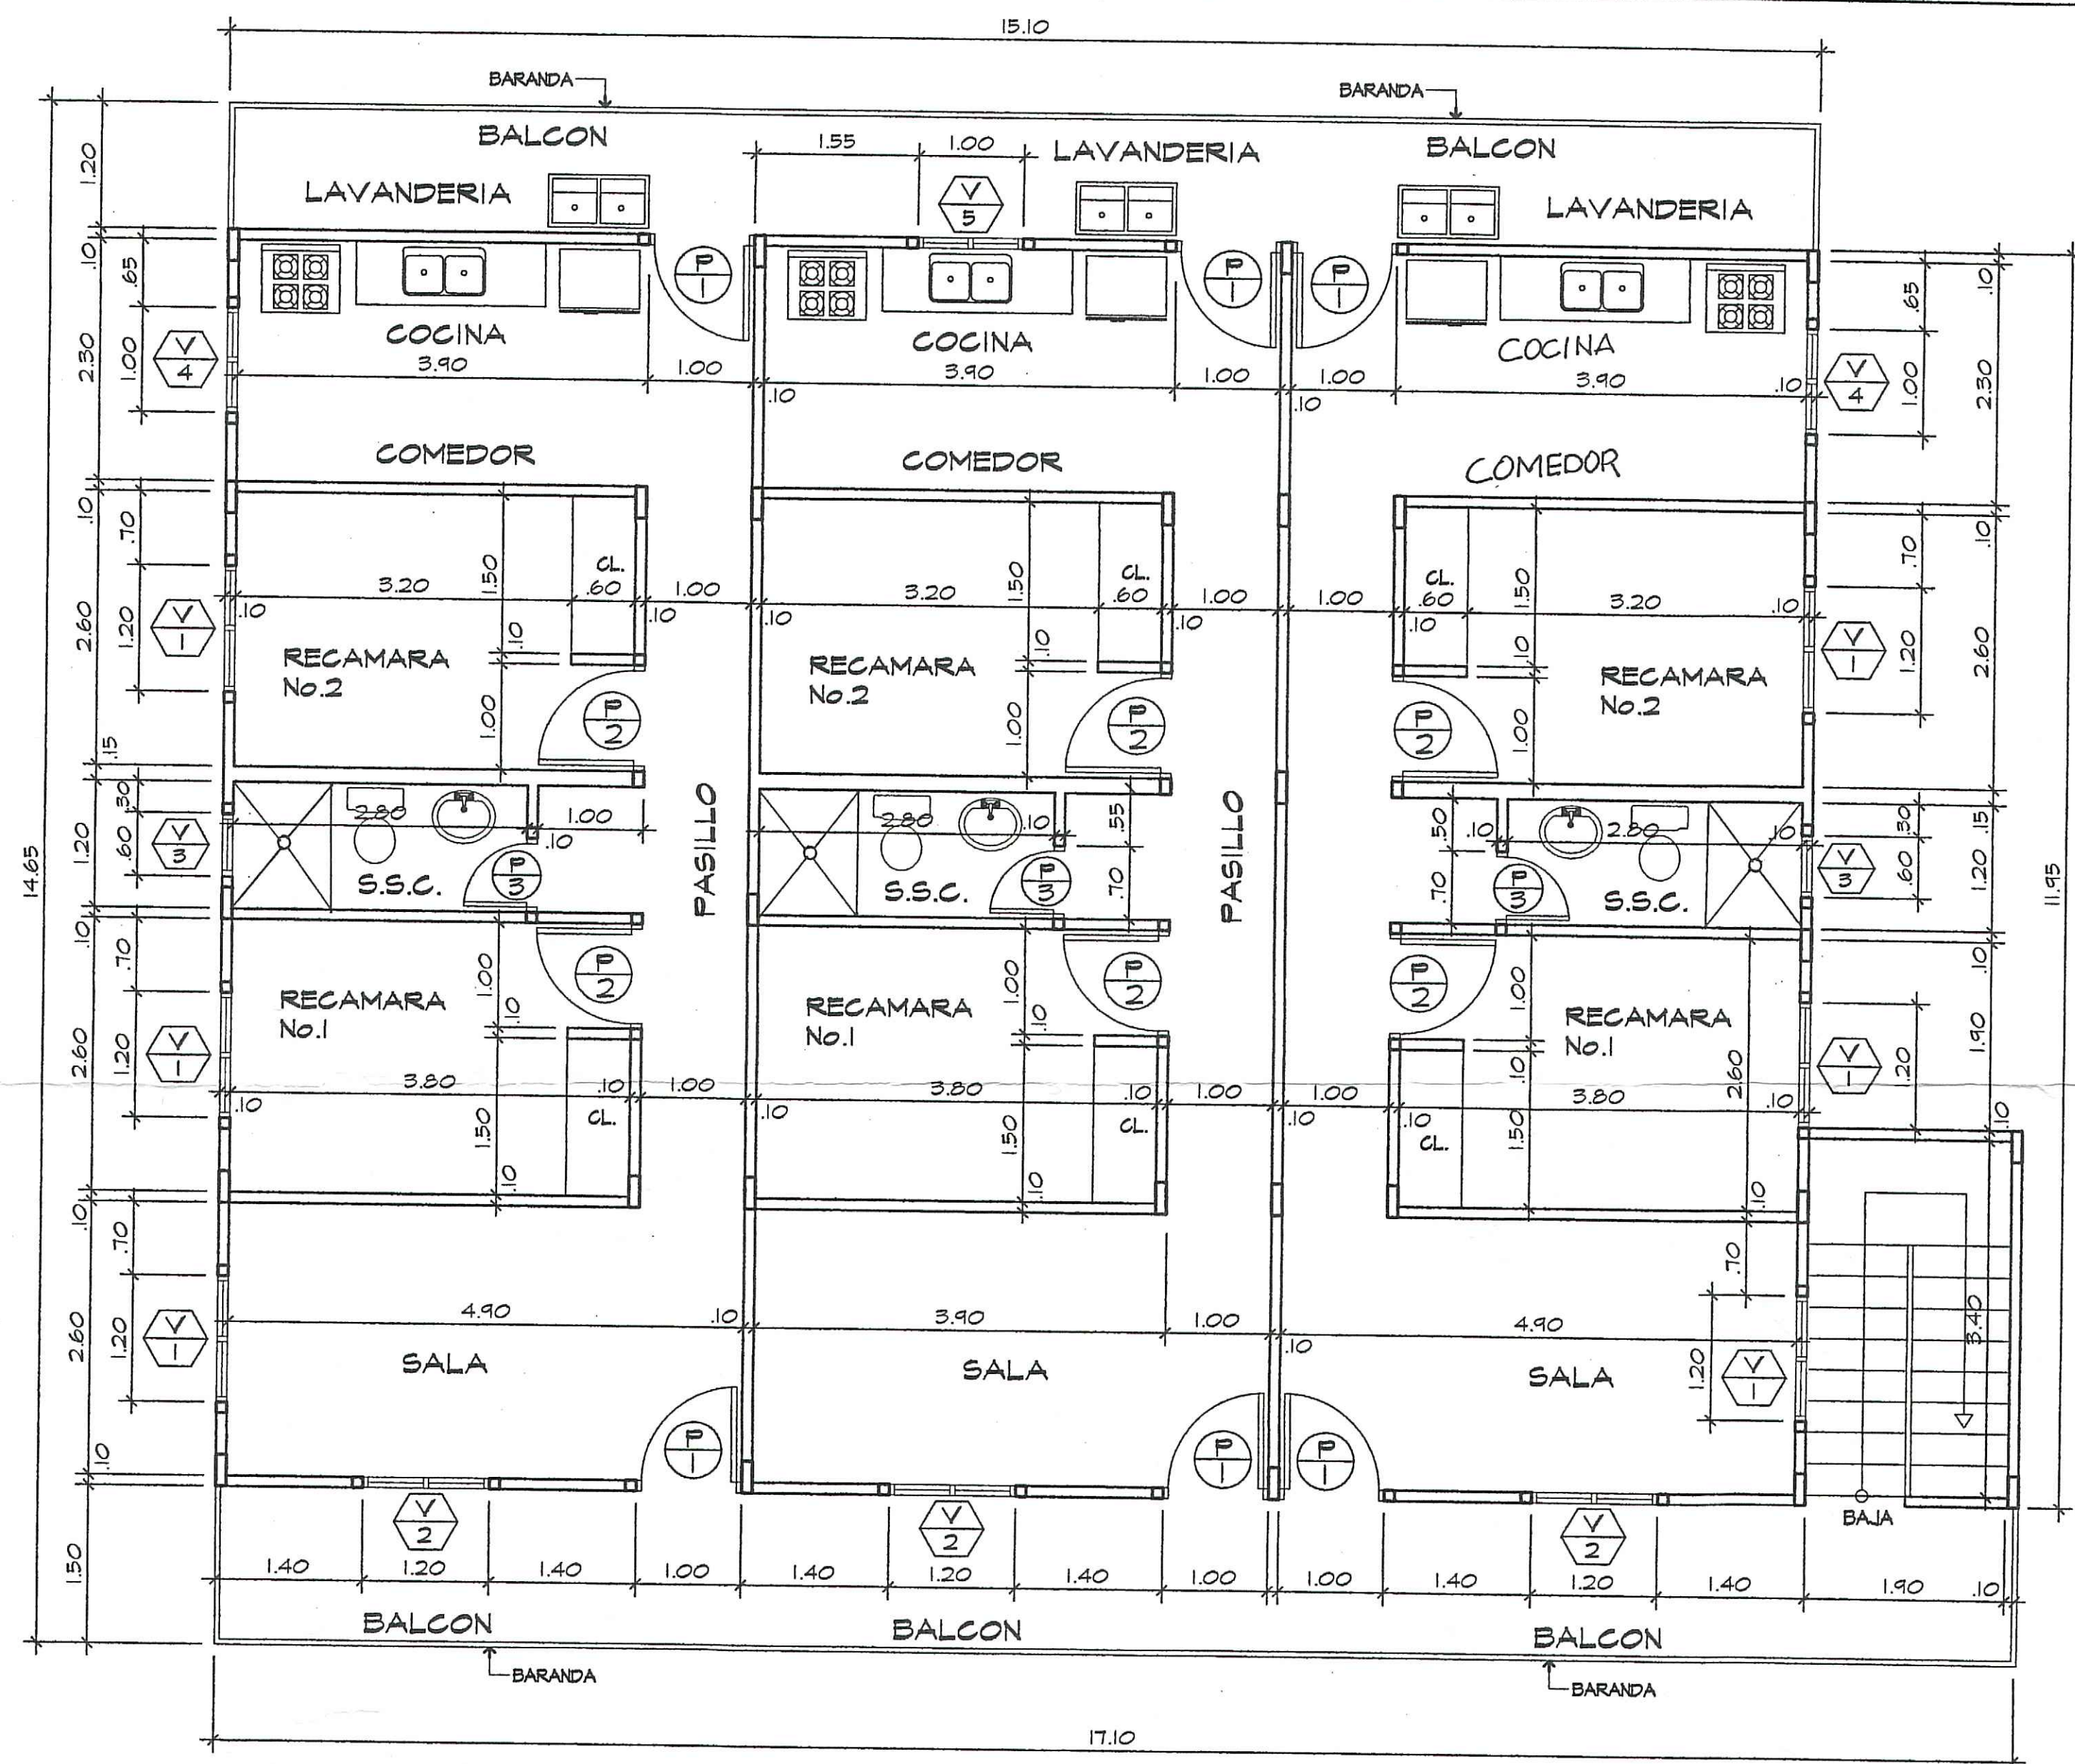 15.10
BARANDA
BARANDA
BALCON
1.55
1.00
LAVANDERIA
BALCON
1.20
LAVANDERIA
V
5
LAVANDERIA
.10
.65
P
1
P
1
P
1
.10
.65
COCINA
COCINA
COCINA
V
4
V
4
2.30
1.00
3.90
1.00
3.90
1.00
1.00
3.90
.10
1.00
2.30
.10
.10
COMEDOR
COMEDOR
COMEDOR
.10
.70
.10
.70
CL.
CL.
CL.
3.20
1.50
.60
1.00
3.20
1.50
.60
1.00
1.00
.60
1.50
3.20
.10
.10
.10
.10
.10
.10
V
1
V
1
2.60
1.20
1.20
2.60
.10
.10
.10
RECAMARA
No.2
RECAMARA
No.2
RECAMARA
No.2
1.00
P
2
1.00
P
2
P
2
1.00
.15
.30
.30
.15
2.80
1.00
2.80
.10
.55
.50
.10
2.80
.10
.10
V
3
V
3
1.20
.60
.60
1.20
P
3
P
3
P
3
S.S.C.
S.S.C.
S.S.C.
.70
.70
PASILLO
PASILLO
14.65
11.95
.10
.70
.10
1.00
P
2
1.00
P
2
P
2
1.00
RECAMARA
No.1
RECAMARA
No.1
RECAMARA
No.1
.10
.10
.10
V
1
V
1
2.60
1.20
1.20
1.90
2.60
3.80
.10
1.00
3.80
.10
1.00
1.00
3.80
.10
.10
.10
.10
.10
.10
CL.
CL.
CL.
1.50
1.50
1.50
.10
.10
.10
.10
.70
.70
4.90
.10
3.90
1.00
4.90
.10
3.40
V
1
V
1
2.60
1.20
1.20
SALA
SALA
SALA
P
1
P
1
P
1
.10
BAJA
V
2
V
2
V
2
1.50
1.40
1.20
1.40
1.00
1.40
1.20
1.40
1.00
1.00
1.40
1.20
1.40
1.90
.10
BALCON
BALCON
BALCON
BARANDA
BARANDA
17.10